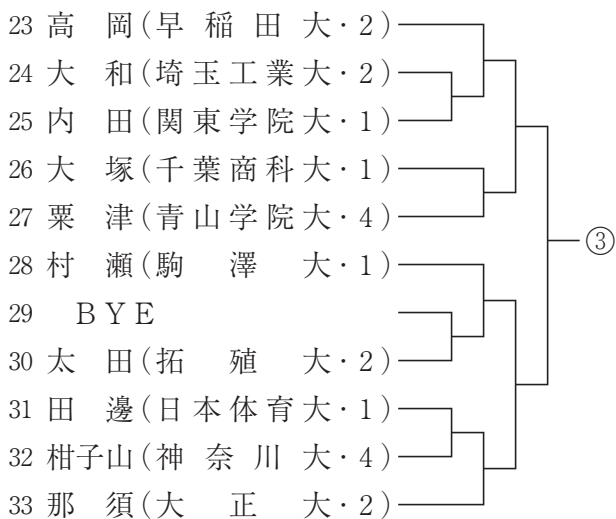 23 高岡(早稲田大・2)
24 大和(埼玉工業大・2)
25 内田(関東学院大・1)
26 大塚(千葉商科大・1)
27 粟津(青山学院大・4)
28 村瀬(駒澤大・1)
29 BYE
30 太田(拓殖大・2)
31 田邊(日本体育大・1)
32 柑子山(神奈川大・4)
33 那須(大正大・2)
③